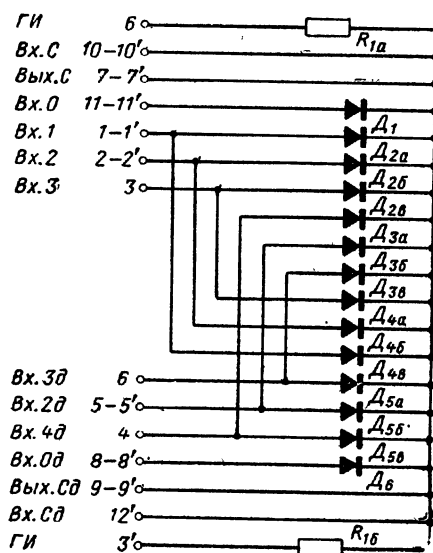 ГИ 6 R1а
Вх.С 10-10'
Вых.С 7-7'
Вх.0 11-11'
Вх.1 1-1' Д1
Вх.2 2-2' Д2а
Вх.3 3 Д2б
Д2в
Д3а
Д3б
Д3в
Д4а
Д4б
Вх.3д 6 Д4в
Вх.2д 5-5' Д5а
Вх.4д 4 Д5б
Вх.0д 8-8' Д5в
Вых.Сд 9-9' Д6
Вх.Сд 12'
ГИ 3' R1б